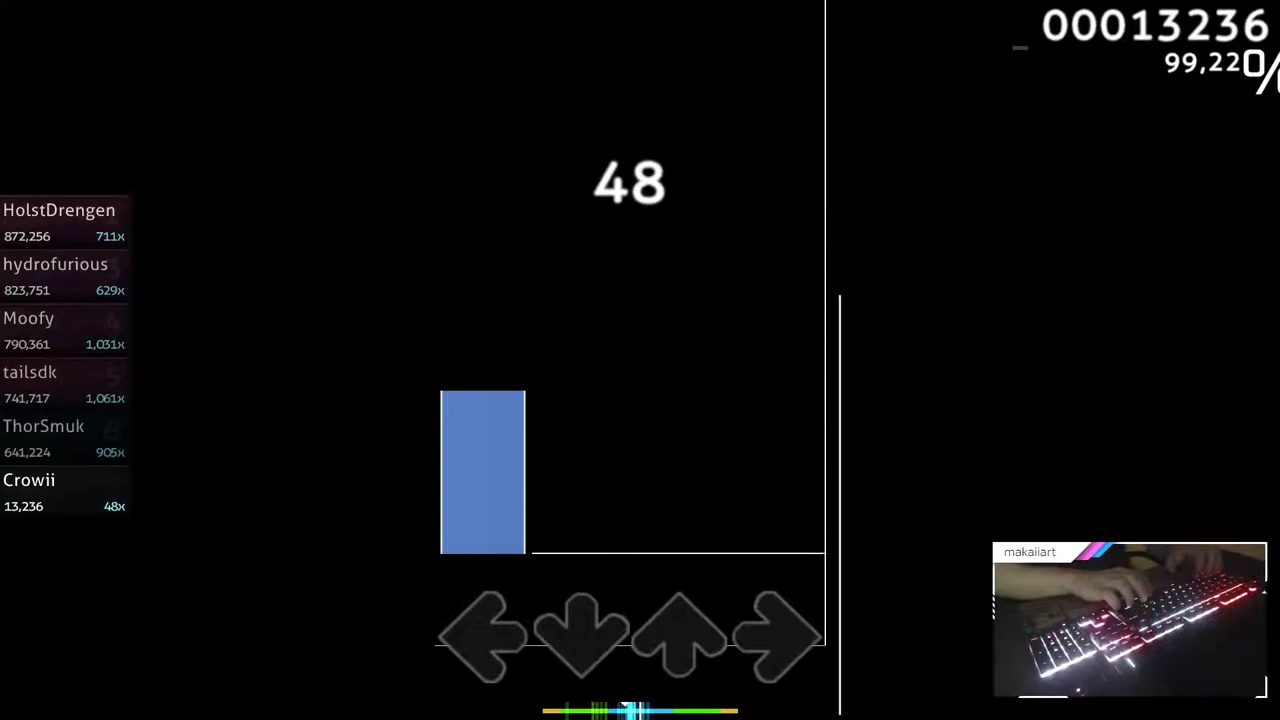 00013236
99,220%
48
HolstDrengen
872,256 711x
hydrofurious
823,751 629x
Moofy
790,361 1,031x
tailsdk
741,717 1,061x
ThorSmuk
641,224 905x
Crowii
13,236 48x
makaiiart